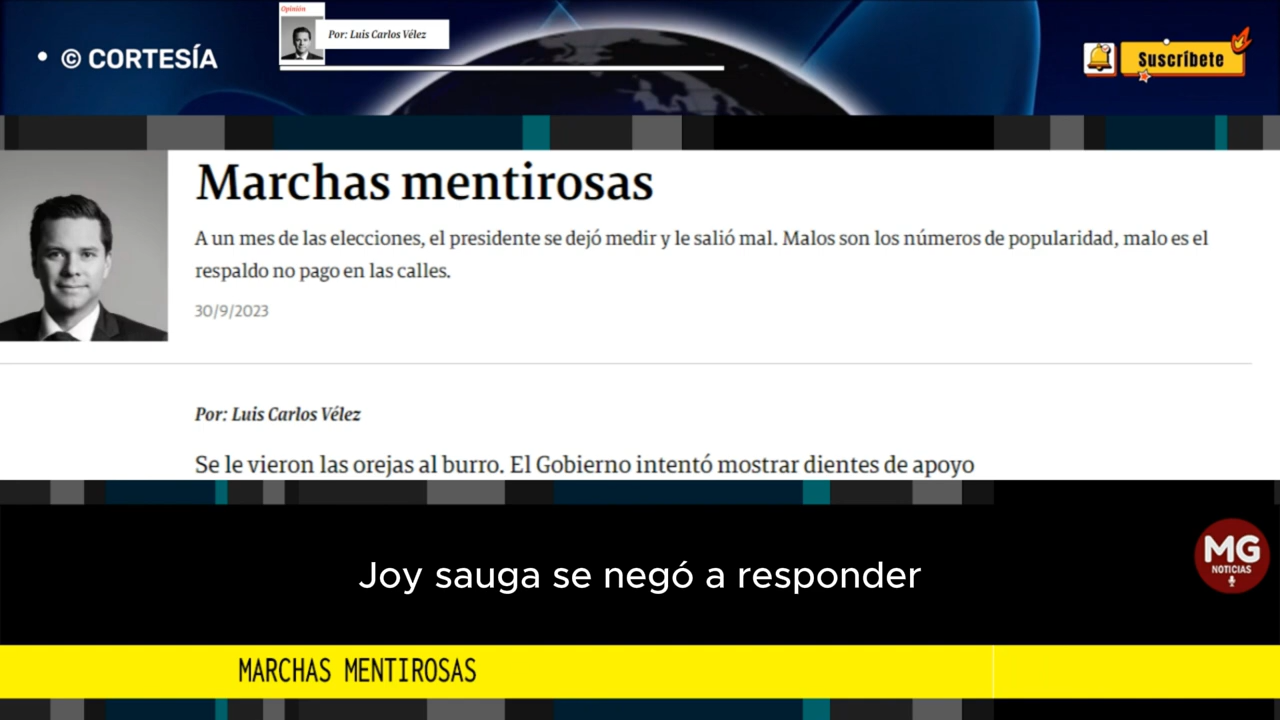 Opinión
Por: Luis Carlos Vélez
• © CORTESÍA
Suscríbete
Marchas mentirosas
A un mes de las elecciones, el presidente se dejó medir y le salió mal. Malos son los números de popularidad, malo es el
respaldo no pago en las calles.
30/9/2023
Por: Luis Carlos Vélez
Se le vieron las orejas al burro. El Gobierno intentó mostrar dientes de apoyo
Joy sauga se negó a responder
MG
NOTICIAS
MARCHAS MENTIROSAS